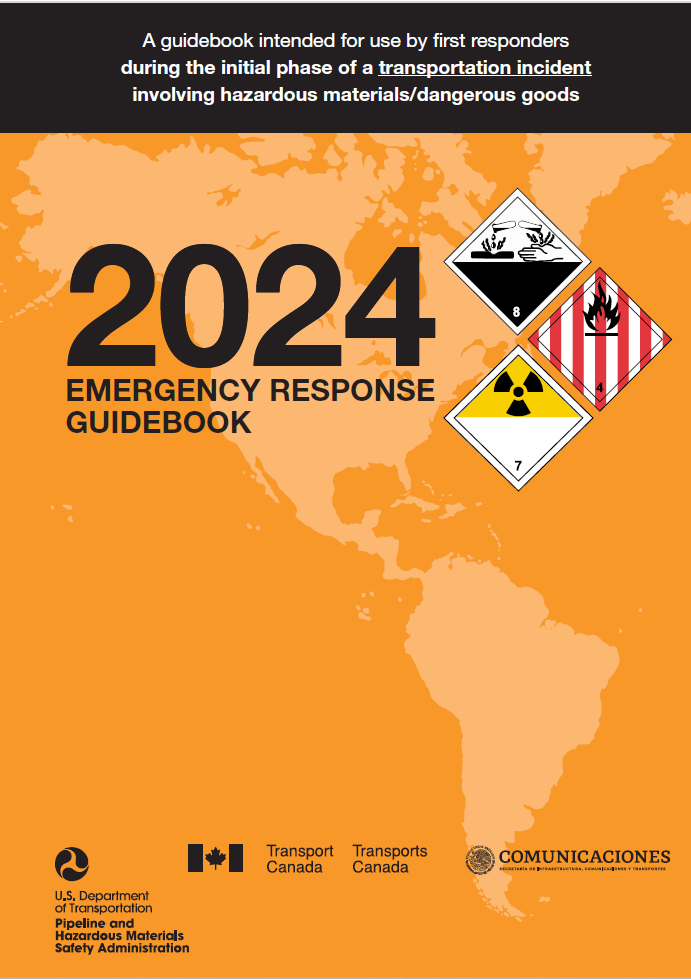 A guidebook intended for use by first responders
during the initial phase of a transportation incident
involving hazardous materials/dangerous goods
2024
EMERGENCY RESPONSE
GUIDEBOOK
8
4
7
Transport Canada
Transports Canada
COMUNICACIONES
SECRETARÍA DE INFRAESTRUCTURA, COMUNICACIONES Y TRANSPORTES
U.S. Department
of Transportation
Pipeline and
Hazardous Materials
Safety Administration